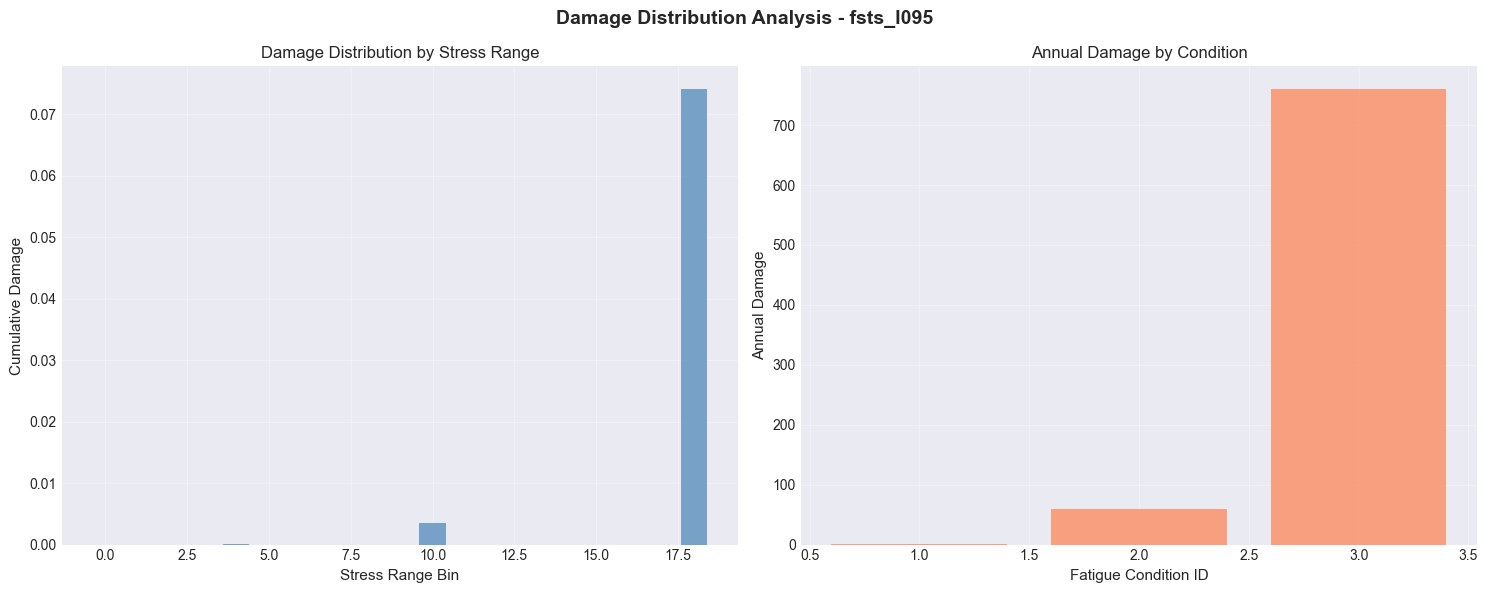 Damage Distribution Analysis - fsts_l095
Damage Distribution by Stress Range
Cumulative Damage
0.07
0.06
0.05
0.04
0.03
0.02
0.01
0.00
0.0 2.5 5.0 7.5 10.0 12.5 15.0 17.5
Stress Range Bin
Annual Damage by Condition
Annual Damage
700
600
500
400
300
200
100
0
0.5 1.0 1.5 2.0 2.5 3.0 3.5
Fatigue Condition ID